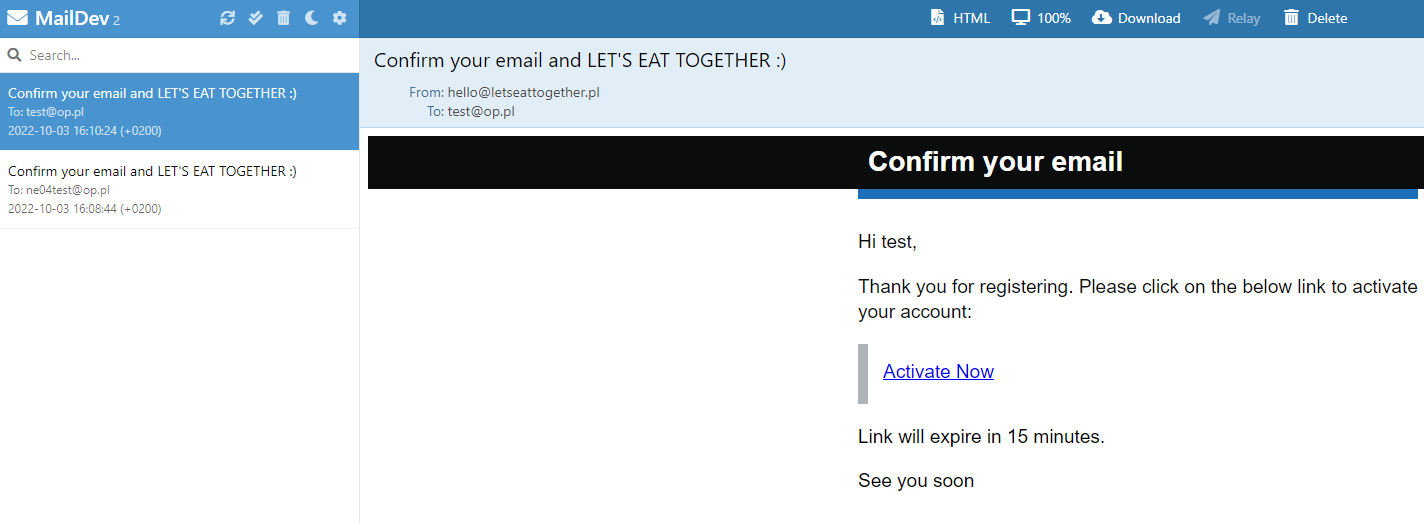 MailDev 2
HTML 100% Download Relay Delete
Search...
Confirm your email and LET'S EAT TOGETHER :)
To: test@op.pl
2022-10-03 16:10:24 (+0200)
Confirm your email and LET'S EAT TOGETHER :)
To: ne04test@op.pl
2022-10-03 16:08:44 (+0200)
Confirm your email and LET'S EAT TOGETHER :)
From: hello@letseattogether.pl
To: test@op.pl
Confirm your email
Hi test,
Thank you for registering. Please click on the below link to activate
your account:
Activate Now
Link will expire in 15 minutes.
See you soon